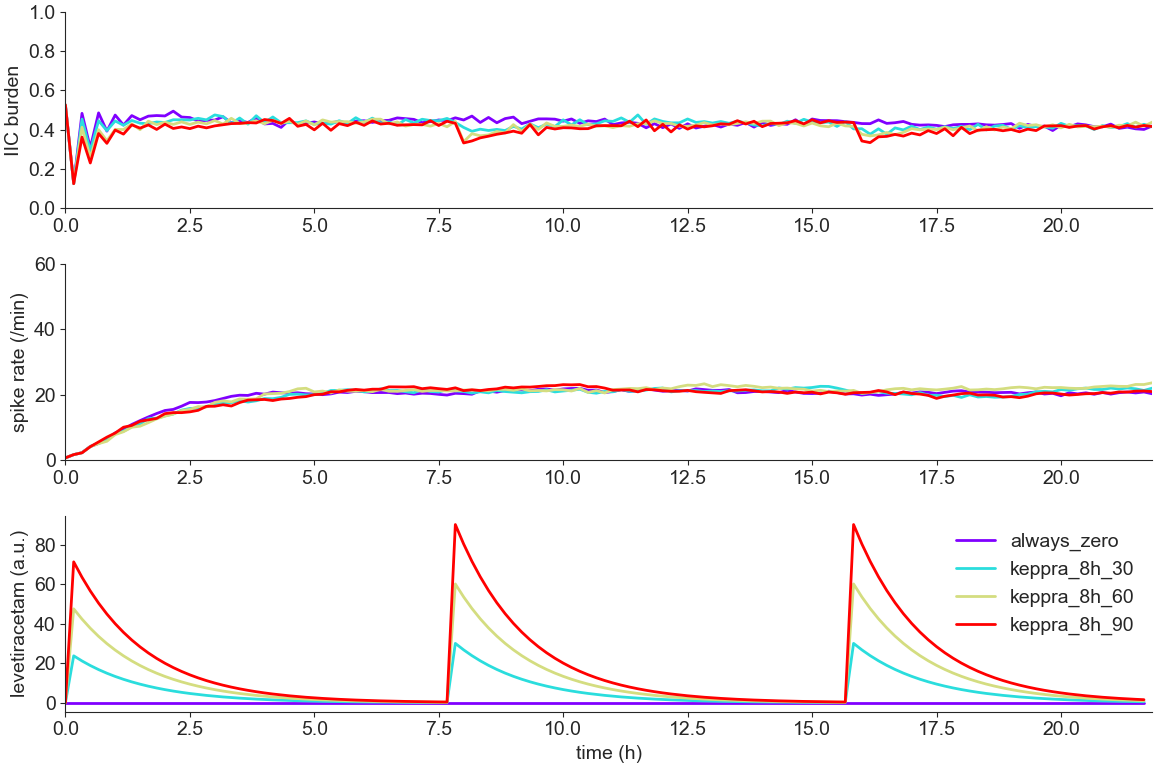 IIC burden
1.0
0.8
0.6
0.4
0.2
0.0
0.0 2.5 5.0 7.5 10.0 12.5 15.0 17.5 20.0
spike rate (/min)
60
40
20
0
0.0 2.5 5.0 7.5 10.0 12.5 15.0 17.5 20.0
levetiracetam (a.u.)
80
60
40
20
0
always_zero
keppra_8h_30
keppra_8h_60
keppra_8h_90
0.0 2.5 5.0 7.5 10.0 12.5 15.0 17.5 20.0
time (h)